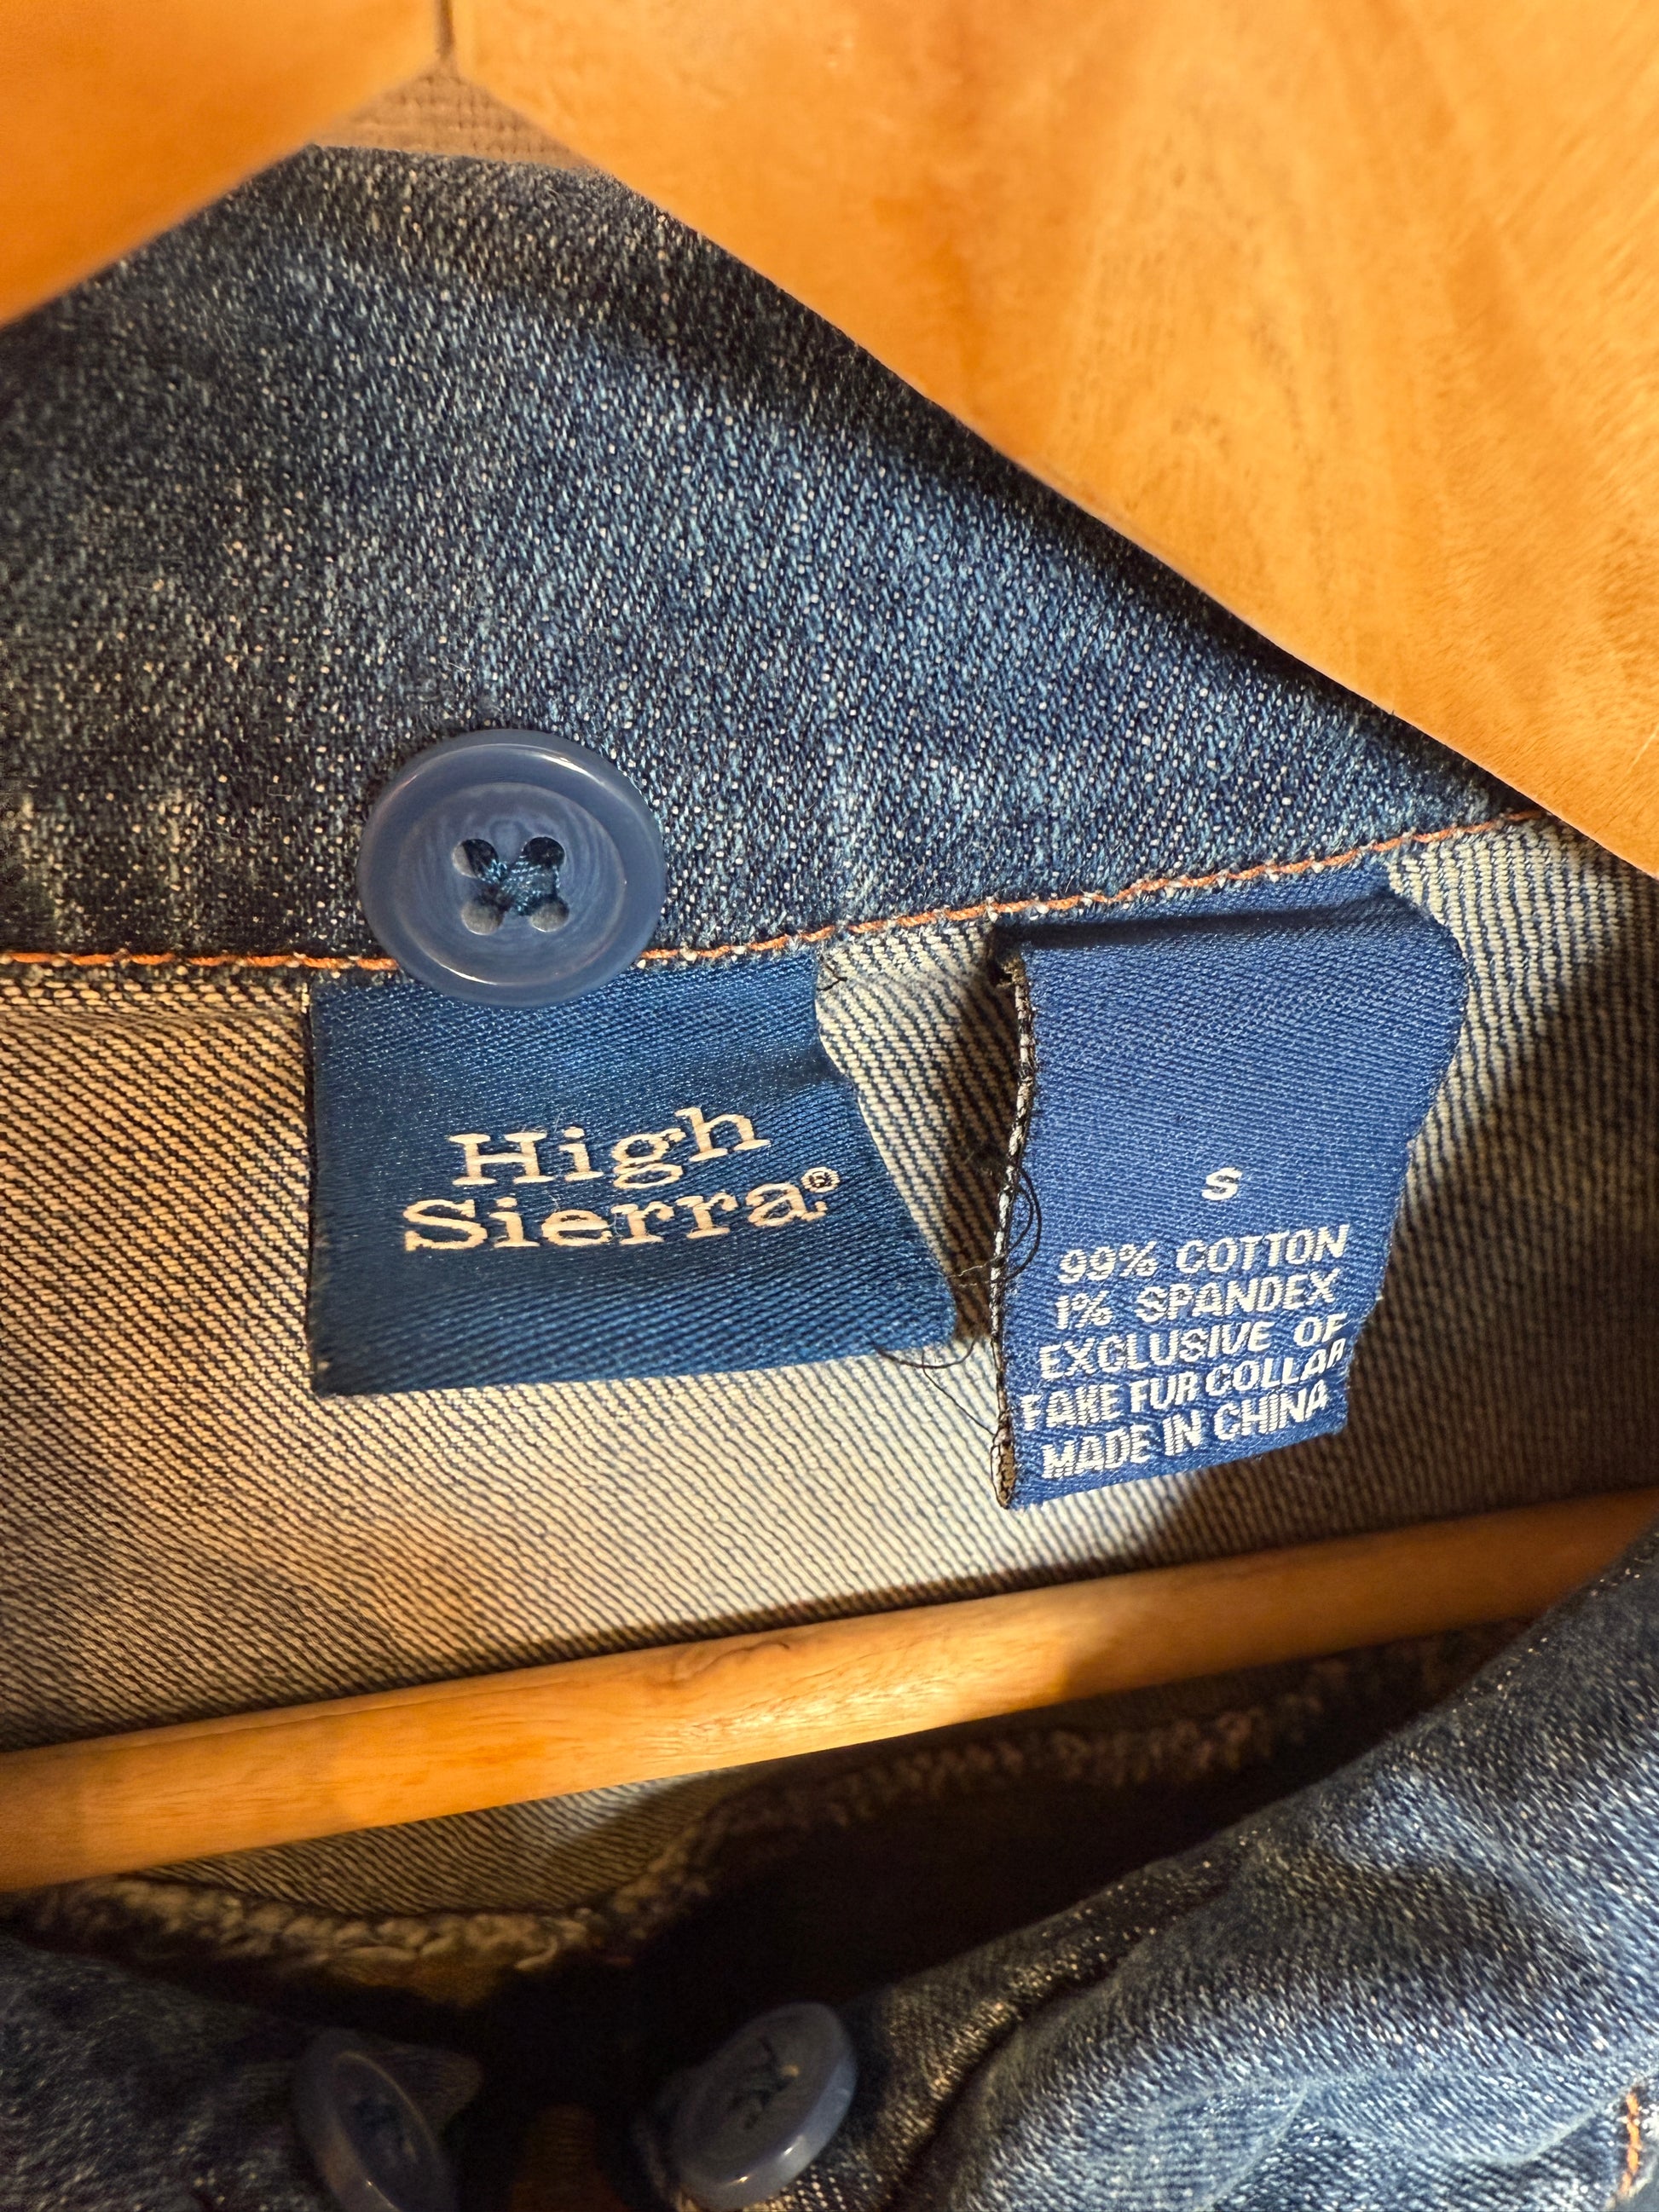 High
Sierra®
S
99% COTTON
1% SPANDEX
EXCLUSIVE OF
FAKE FUR COLLAR
MADE IN CHINA